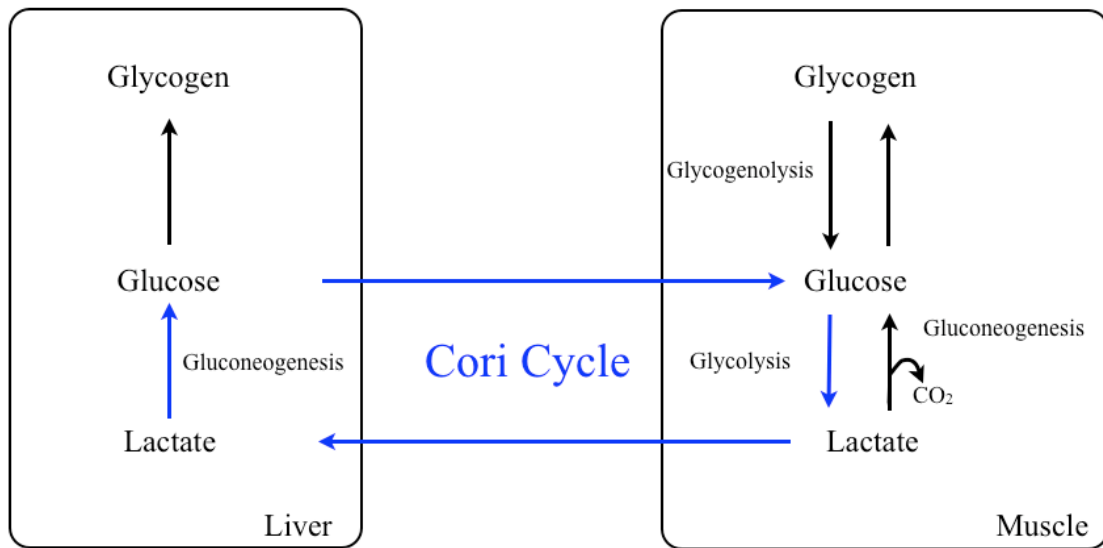 Glycogen
Glucose
Gluconeogenesis
Lactate
Liver
Cori Cycle
Glycogen
Glycogenolysis
Glucose
Glycolysis
Gluconeogenesis
CO₂
Lactate
Muscle